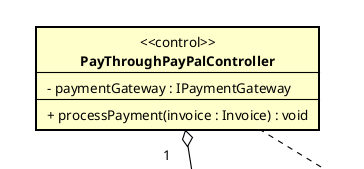 <<control>>
PayThroughPayPalController
- paymentGateway : IPaymentGateway
+ processPayment(invoice : Invoice) : void
1